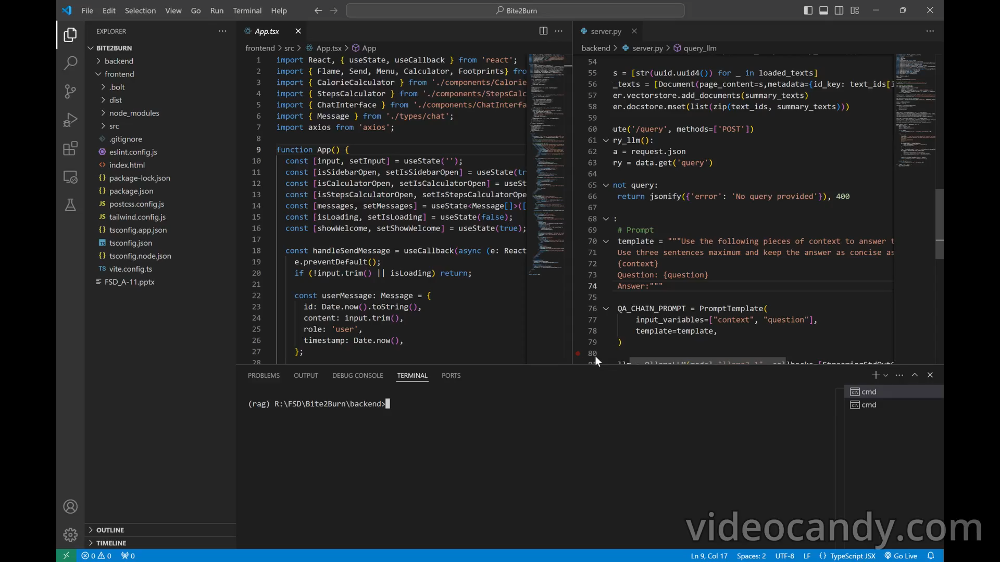 File Edit Selection View Go Run Terminal Help
Bite2Burn
EXPLORER
BITE2BURN
backend
frontend
.bolt
dist
node_modules
src
.gitignore
eslint.config.js
index.html
package-lock.json
package.json
postcss.config.js
tailwind.config.js
tsconfig.app.json
tsconfig.json
tsconfig.node.json
vite.config.ts
FSD_A-11.pptx
OUTLINE
TIMELINE
App.tsx
frontend > src > App.tsx > App
1 import React, { useState, useCallback } from 'react';
2 import { Flame, Send, Menu, Calculator, Footprints} fro
3 import { CalorieCalculator } from './components/Calorie
4 import { StepsCalculator } from './components/StepsCalc
5 import { ChatInterface } from './components/ChatInterfa
6 import { Message } from './types/chat';
7 import axios from 'axios';
8
9 function App() {
10 const [input, setInput] = useState('');
11 const [isSidebarOpen, setIsSidebarOpen] = useState(tr
12 const [isCalculatorOpen, setIsCalculatorOpen] = useSt
13 const [isStepsCalculatorOpen, setIsStepsCalculatorOpe
14 const [messages, setMessages] = useState<Message[]>([
15 const [isLoading, setIsLoading] = useState(false);
16 const [showWelcome, setShowWelcome] = useState(true);
17
18 const handleSendMessage = useCallback(async (e: React
19 e.preventDefault();
20 if (!input.trim() || isLoading) return;
21
22 const userMessage: Message = {
23 id: Date.now().toString(),
24 content: input.trim(),
25 role: 'user',
26 timestamp: Date.now(),
27 };
28
server.py
backend > server.py > query_llm
54
55 s = [str(uuid.uuid4()) for _ in loaded_texts]
56 _texts = [Document(page_content=s,metadata={id_key: text_ids[i
57 er.vectorstore.add_documents(summary_texts)
58 er.docstore.mset(list(zip(text_ids, summary_texts)))
59
60 ute('/query', methods=['POST'])
61 ry_llm():
62 a = request.json
63 ry = data.get('query')
64
65 not query:
66 return jsonify({'error': 'No query provided'}), 400
67
68 :
69 # Prompt
70 template = """Use the following pieces of context to answer t
71 Use three sentences maximum and keep the answer as concise as
72 {context}
73 Question: {question}
74 Answer:"""
75
76 QA_CHAIN_PROMPT = PromptTemplate(
77 input_variables=["context", "question"],
78 template=template,
79 )
80
PROBLEMS OUTPUT DEBUG CONSOLE TERMINAL PORTS
(rag) R:\FSD\Bite2Burn\backend>
cmd
cmd
videocandy.com
0 0 0
Ln 9, Col 17 Spaces: 2 UTF-8 LF {} TypeScript JSX Go Live